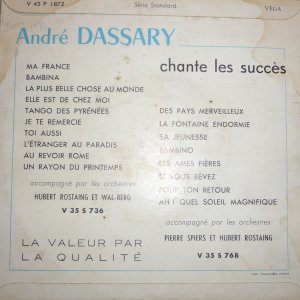 V 45 P 1872
Série Standard
VEGA
André DASSARY
chante les succès
MA FRANCE
BAMBINA
LA PLUS BELLE CHOSE AU MONDE
ELLE EST DE CHEZ MOI
TANGO DES PYRÉNÉES
JE TE REMERCIE
TOI AUSSI
L'ÉTRANGER AU PARADIS
AU REVOIR ROME
UN RAYON DU PRINTEMPS
accompagné par les orchestres
HUBERT ROSTAING ET WAL-BERG
V 35 S 736
DES PAYS MERVEILLEUX
LA FONTAINE ENDORMIE
SA JEUNESSE
BAMBINO
LES AMES FIÈRES
SI VOUS RÊVEZ
POUR TON RETOUR
AH ! QUEL SOLEIL MAGNIFIQUE
accompagné par les orchestres
PIERRE SPIERS ET HUBERT ROSTAING
V 35 S 768
LA VALEUR PAR
LA QUALITÉ